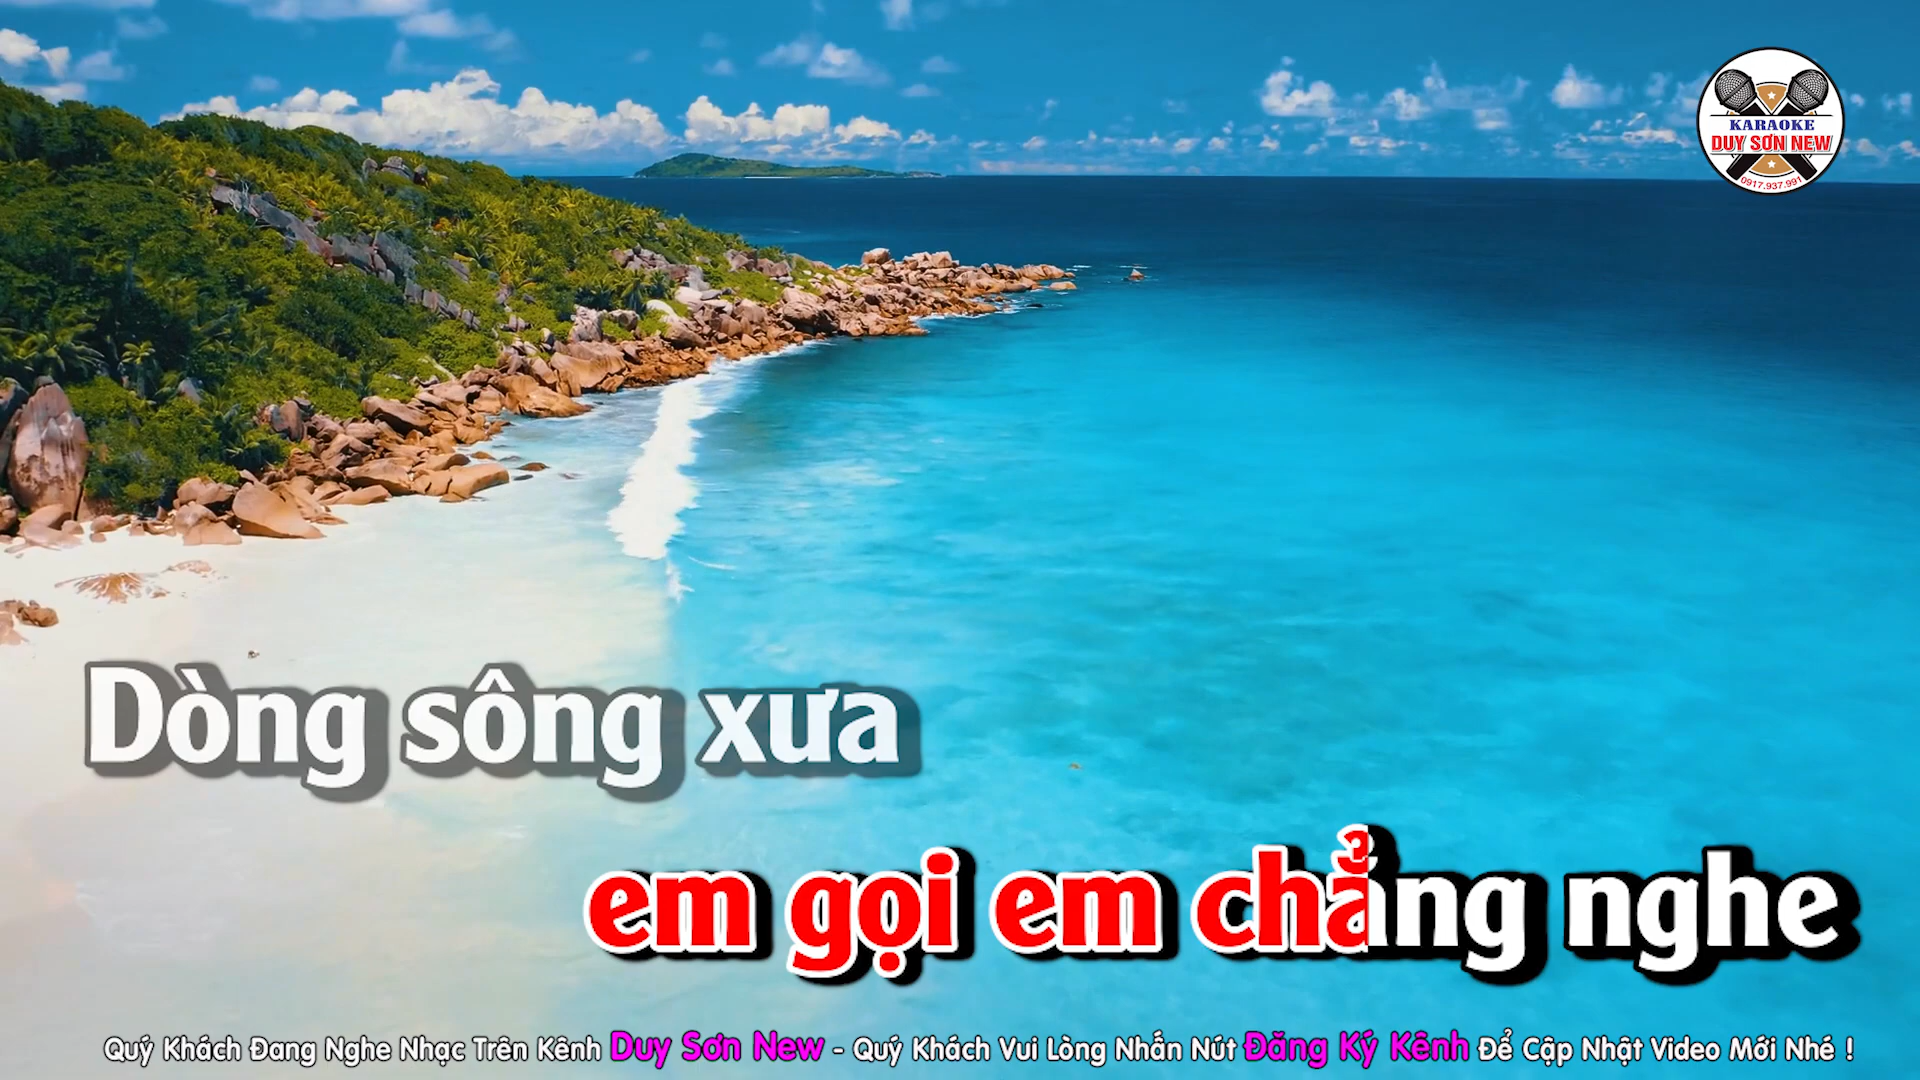 KARAOKE
DUY SƠN NEW
0917.937.991
Dòng sông xưa
em gọi em chẳng nghe
Quý Khách Đang Nghe Nhạc Trên Kênh Duy Sơn New - Quý Khách Vui Lòng Nhấn Nút Đăng Ký Kênh Để Cập Nhật Video Mới Nhé !